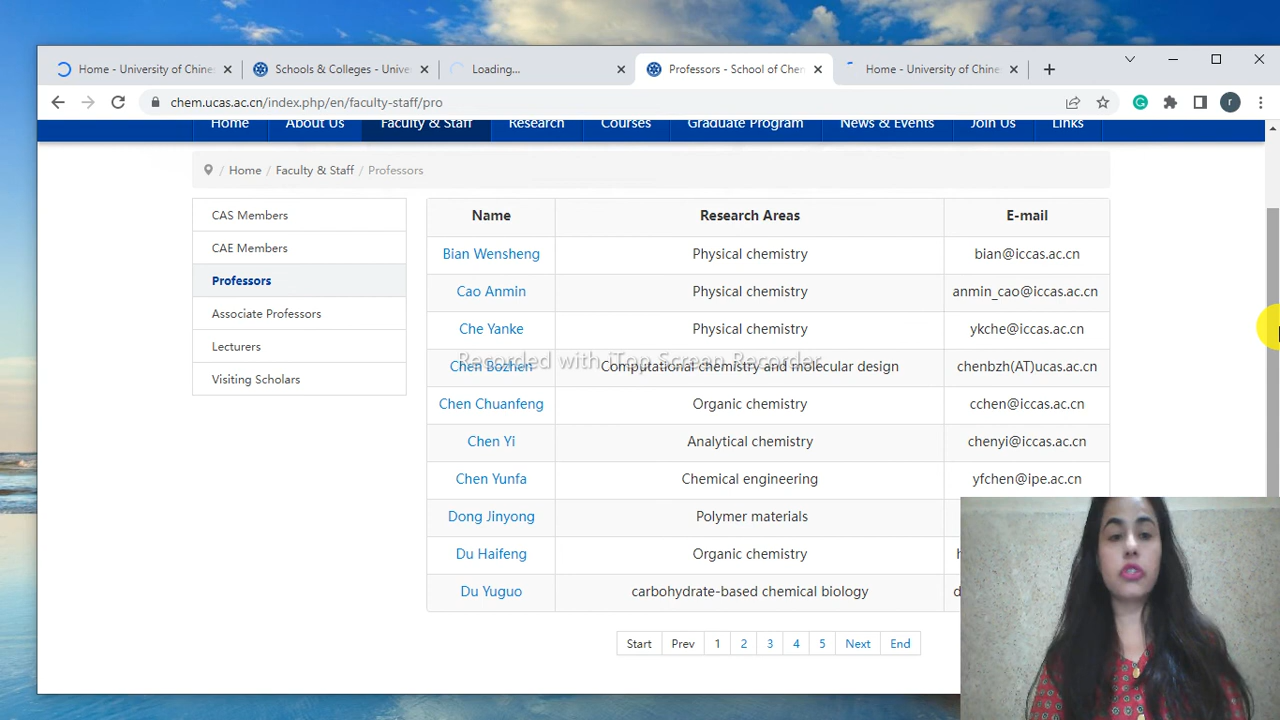 Home - University of Chines
Schools & Colleges - Univer
Loading...
Professors - School of Chem
Home - University of Chines
chem.ucas.ac.cn/index.php/en/faculty-staff/pro
r
Home
About Us
Faculty & Staff
Research
Courses
Graduate Program
News & Events
Join Us
Links
/ Home / Faculty & Staff / Professors
CAS Members
CAE Members
Professors
Associate Professors
Lecturers
Visiting Scholars
Name Research Areas E-mail
Bian Wensheng Physical chemistry bian@iccas.ac.cn
Cao Anmin Physical chemistry anmin_cao@iccas.ac.cn
Che Yanke Physical chemistry ykche@iccas.ac.cn
Recorded with iTop Screen Recorder
Chen Bozhen Computational chemistry and molecular design chenbzh(AT)ucas.ac.cn
Chen Chuanfeng Organic chemistry cchen@iccas.ac.cn
Chen Yi Analytical chemistry chenyi@iccas.ac.cn
Chen Yunfa Chemical engineering yfchen@ipe.ac.cn
Dong Jinyong Polymer materials
Du Haifeng Organic chemistry
Du Yuguo carbohydrate-based chemical biology
Start Prev 1 2 3 4 5 Next End